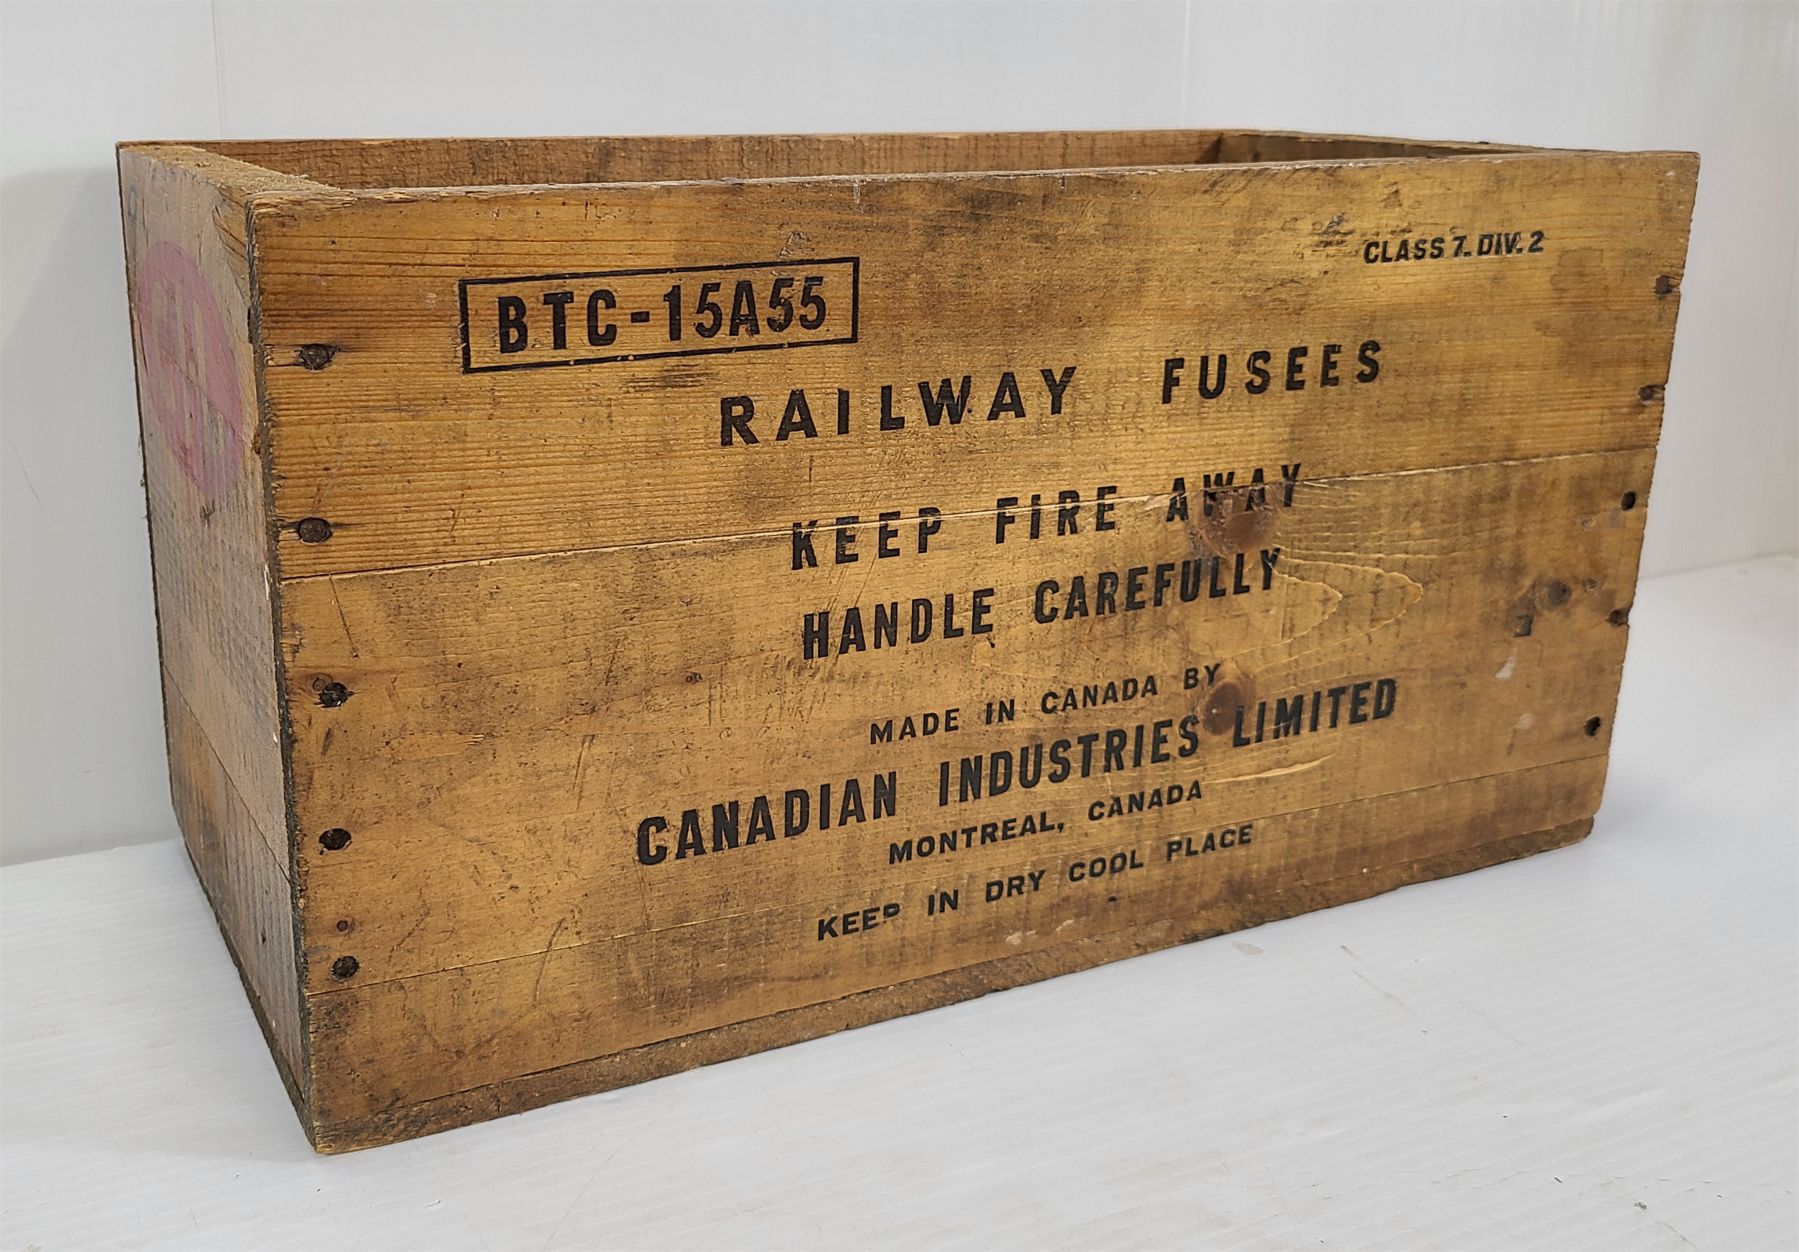 CLASS 7. DIV. 2
BTC-15A55
RAILWAY FUSEES
KEEP FIRE AWAY
HANDLE CAREFULLY
MADE IN CANADA BY
CANADIAN INDUSTRIES LIMITED
MONTREAL, CANADA
KEEP IN DRY COOL PLACE